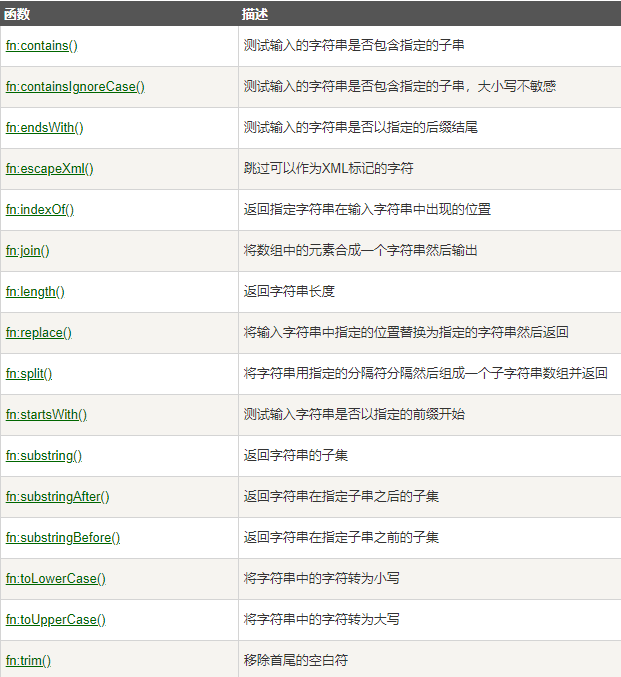 函数 描述
fn:contains() 测试输入的字符串是否包含指定的子串
fn:containsIgnoreCase() 测试输入的字符串是否包含指定的子串，大小写不敏感
fn:endsWith() 测试输入的字符串是否以指定的后缀结尾
fn:escapeXml() 跳过可以作为XML标记的字符
fn:indexOf() 返回指定字符串在输入字符串中出现的位置
fn:join() 将数组中的元素合成一个字符串然后输出
fn:length() 返回字符串长度
fn:replace() 将输入字符串中指定的位置替换为指定的字符串然后返回
fn:split() 将字符串用指定的分隔符分隔然后组成一个子字符串数组并返回
fn:startsWith() 测试输入字符串是否以指定的前缀开始
fn:substring() 返回字符串的子集
fn:substringAfter() 返回字符串在指定子串之后的子集
fn:substringBefore() 返回字符串在指定子串之前的子集
fn:toLowerCase() 将字符串中的字符转为小写
fn:toUpperCase() 将字符串中的字符转为大写
fn:trim() 移除首尾的空白符